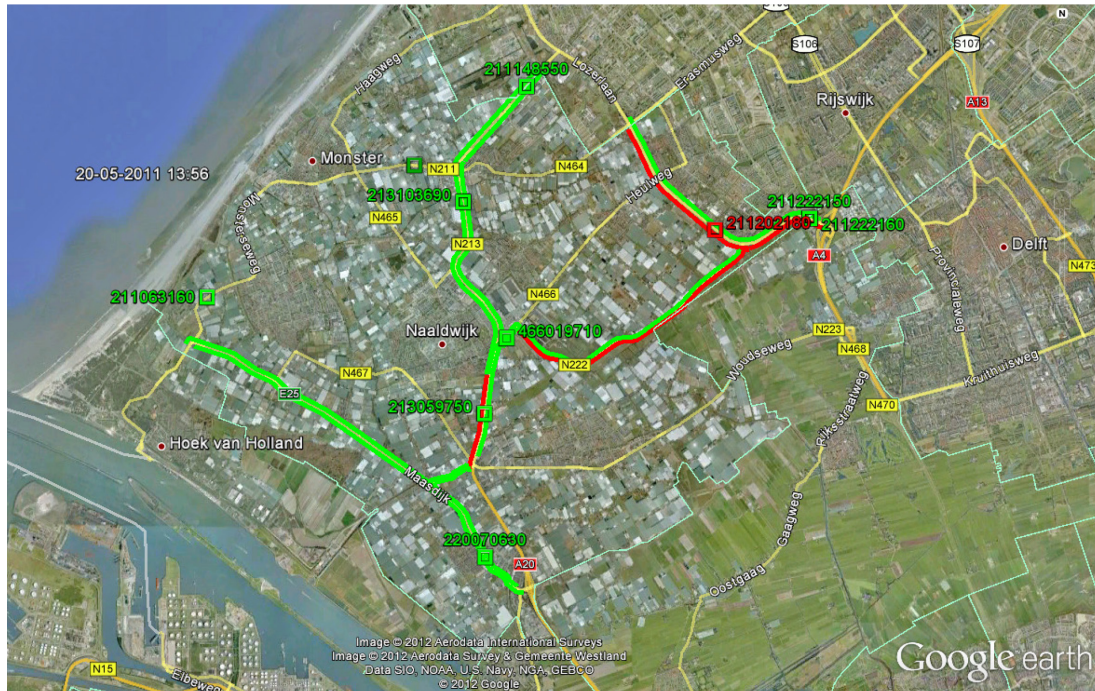 N
S106
S107
Haagweg
Lozerlaan
Erasmusweg
211148550
A13
Rijswijk
Monster
N211
N464
20-05-2011 13:56
Heulweg
213103690
N465
Monsterseweg
211222150
211202160
211222160
Delft
N213
A4
N473
Provincialeweg
211063160
N466
466019710
Naaldwijk
N223
N468
N222
Woudseweg
Kruithuisweg
N467
E25
N470
213059750
Rijksstraatweg
Hoek van Holland
Maasdijk
Gaagweg
220070630
A20
Oostgaag
Image © 2012 Aerodata International Surveys
Image © 2012 Aerodata Survey & Gemeente Westland
Data SIO, NOAA, U.S. Navy, NGA, GEBCO
© 2012 Google
Google earth
N15
Elbeweg